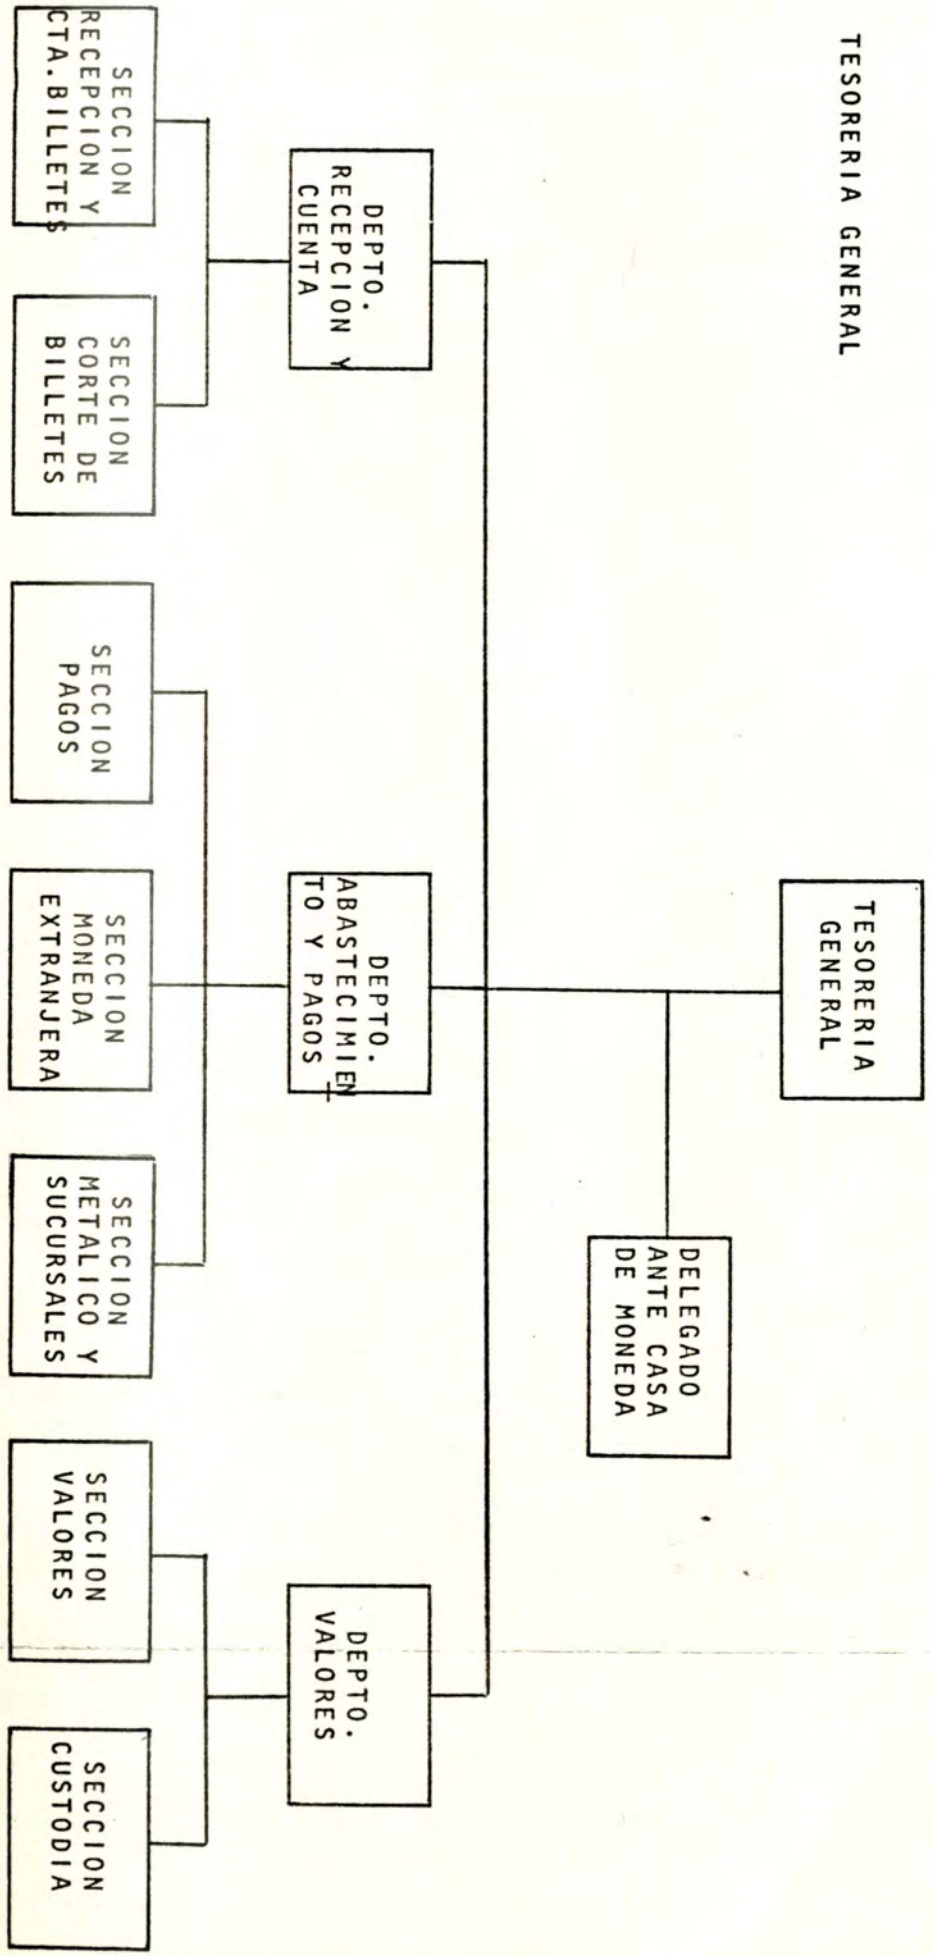 TESORERIA GENERAL
TESORERIA
GENERAL
DELEGADO
ANTE CASA
DE MONEDA
DEPTO.
RECEPCION Y
CUENTA
DEPTO.
ABASTECIMIEN
TO Y PAGOS
DEPTO.
VALORES
SECCION
RECEPCION Y
CTA.BILLETES
SECCION
CORTE DE
BILLETES
SECCION
PAGOS
SECCION
MONEDA
EXTRANJERA
SECCION
METALICO Y
SUCURSALES
SECCION
VALORES
SECCION
CUSTODIA